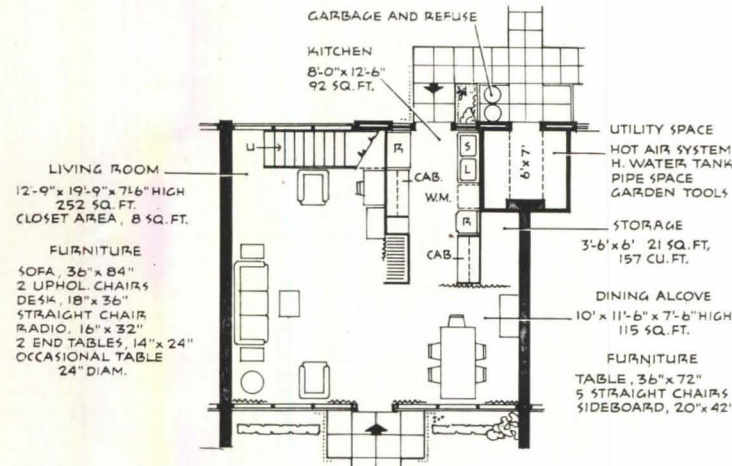 GARBAGE AND REFUSE
KITCHEN
8'-0" x 12'-6"
92 SQ. FT.
LIVING ROOM
12'-9" x 19'-9" x 7'-6" HIGH
252 SQ. FT.
CLOSET AREA, 8 SQ. FT.
FURNITURE
SOFA, 36" x 84"
2 UPHOL. CHAIRS
DESK, 18" x 36"
STRAIGHT CHAIR
RADIO, 16" x 32"
2 END TABLES, 14" x 24"
OCCASIONAL TABLE
24" DIAM.
U
R
CAB.
S
L
W.M.
R
CAB.
6' x 7'
UTILITY SPACE
HOT AIR SYSTEM
H. WATER TANK
PIPE SPACE
GARDEN TOOLS
STORAGE
3'-6" x 6' 21 SQ. FT,
157 CU. FT.
DINING ALCOVE
10' x 11'-6" x 7'-6" HIGH
115 SQ. FT.
FURNITURE
TABLE, 36" x 72"
5 STRAIGHT CHAIRS
SIDEBOARD, 20" x 42"